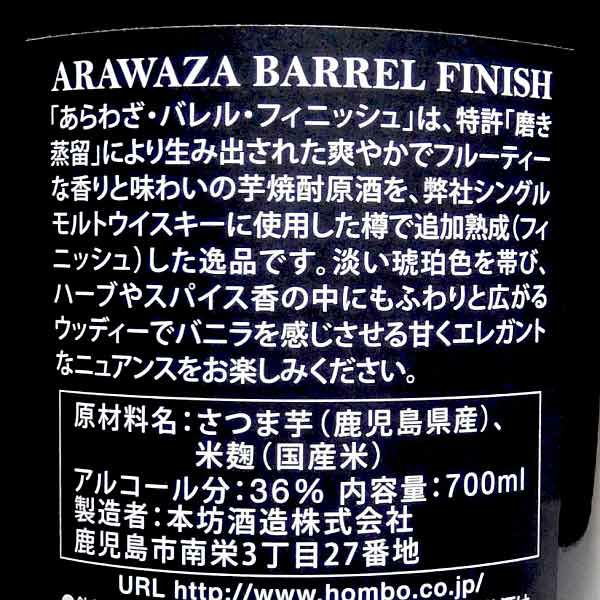 ARAWAZA BARREL FINISH
「あらわざ・バレル・フィニッシュ」は、特許「磨き
蒸留」により生み出された爽やかでフルーティー
な香りと味わいの芋焼酎原酒を、弊社シングル
モルトウイスキーに使用した樽で追加熟成(フィ
ニッシュ)した逸品です。淡い琥珀色を帯び、
ハーブやスパイス香の中にもふわりと広がる
ウッディーでバニラを感じさせる甘くエレガント
なニュアンスをお楽しみください。
原材料名:さつま芋(鹿児島県産)、
米麹(国産米)
アルコール分:36% 内容量:700ml
製造者:本坊酒造株式会社
鹿児島市南栄3丁目27番地
URL http://www.hombo.co.jp/